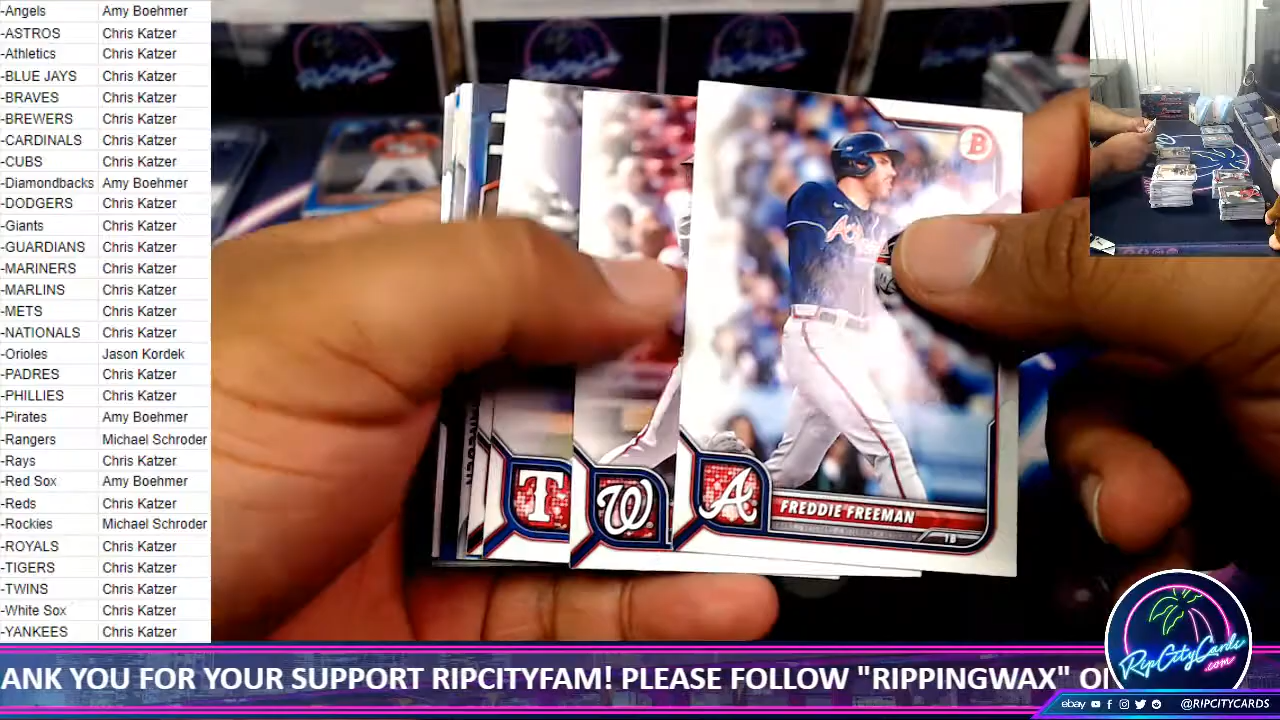 -Angels Amy Boehmer
-ASTROS Chris Katzer
-Athletics Chris Katzer
-BLUE JAYS Chris Katzer
-BRAVES Chris Katzer
-BREWERS Chris Katzer
-CARDINALS Chris Katzer
-CUBS Chris Katzer
-Diamondbacks Amy Boehmer
-DODGERS Chris Katzer
-Giants Chris Katzer
-GUARDIANS Chris Katzer
-MARINERS Chris Katzer
-MARLINS Chris Katzer
-METS Chris Katzer
-NATIONALS Chris Katzer
-Orioles Jason Kordek
-PADRES Chris Katzer
-PHILLIES Chris Katzer
-Pirates Amy Boehmer
-Rangers Michael Schroder
-Rays Chris Katzer
-Red Sox Amy Boehmer
-Reds Chris Katzer
-Rockies Michael Schroder
-ROYALS Chris Katzer
-TIGERS Chris Katzer
-TWINS Chris Katzer
-White Sox Chris Katzer
-YANKEES Chris Katzer
RipCityCards
RipCityCards
B
T
W
A
FREDDIE FREEMAN
1B
ANK YOU FOR YOUR SUPPORT RIPCITYFAM! PLEASE FOLLOW "RIPPINGWAX" O
RipCityCards
.com
ebay @RIPCITYCARDS